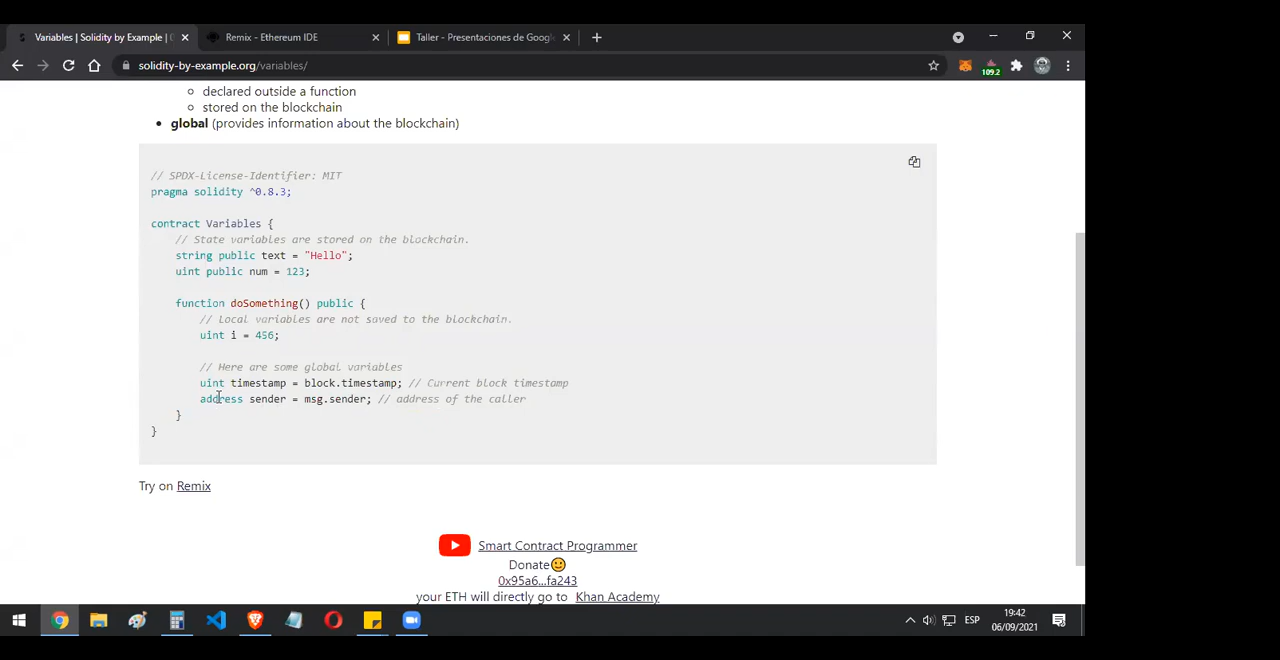 Variables | Solidity by Example | 0
Remix - Ethereum IDE
Taller - Presentaciones de Google
solidity-by-example.org/variables/
109.2
declared outside a function
stored on the blockchain
global (provides information about the blockchain)
// SPDX-License-Identifier: MIT
pragma solidity ^0.8.3;
contract Variables {
// State variables are stored on the blockchain.
string public text = "Hello";
uint public num = 123;
function doSomething() public {
// Local variables are not saved to the blockchain.
uint i = 456;
// Here are some global variables
uint timestamp = block.timestamp; // Current block timestamp
address sender = msg.sender; // address of the caller
}
}
Try on Remix
Smart Contract Programmer
Donate
0x95a6...fa243
your ETH will directly go to Khan Academy
ESP
19:42
06/09/2021